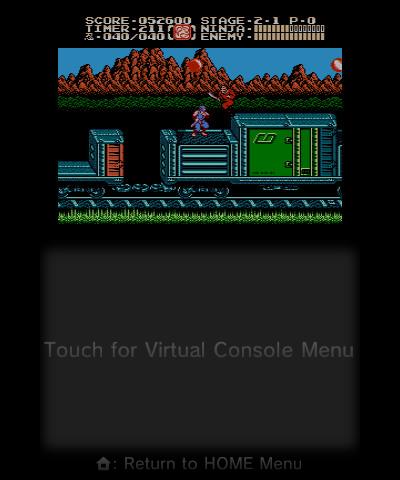 SCORE-052600 STAGE-2-1 P-0
TIMER-211 NINJA-
-040/040 ENEMY-
Touch for Virtual Console Menu
: Return to HOME Menu